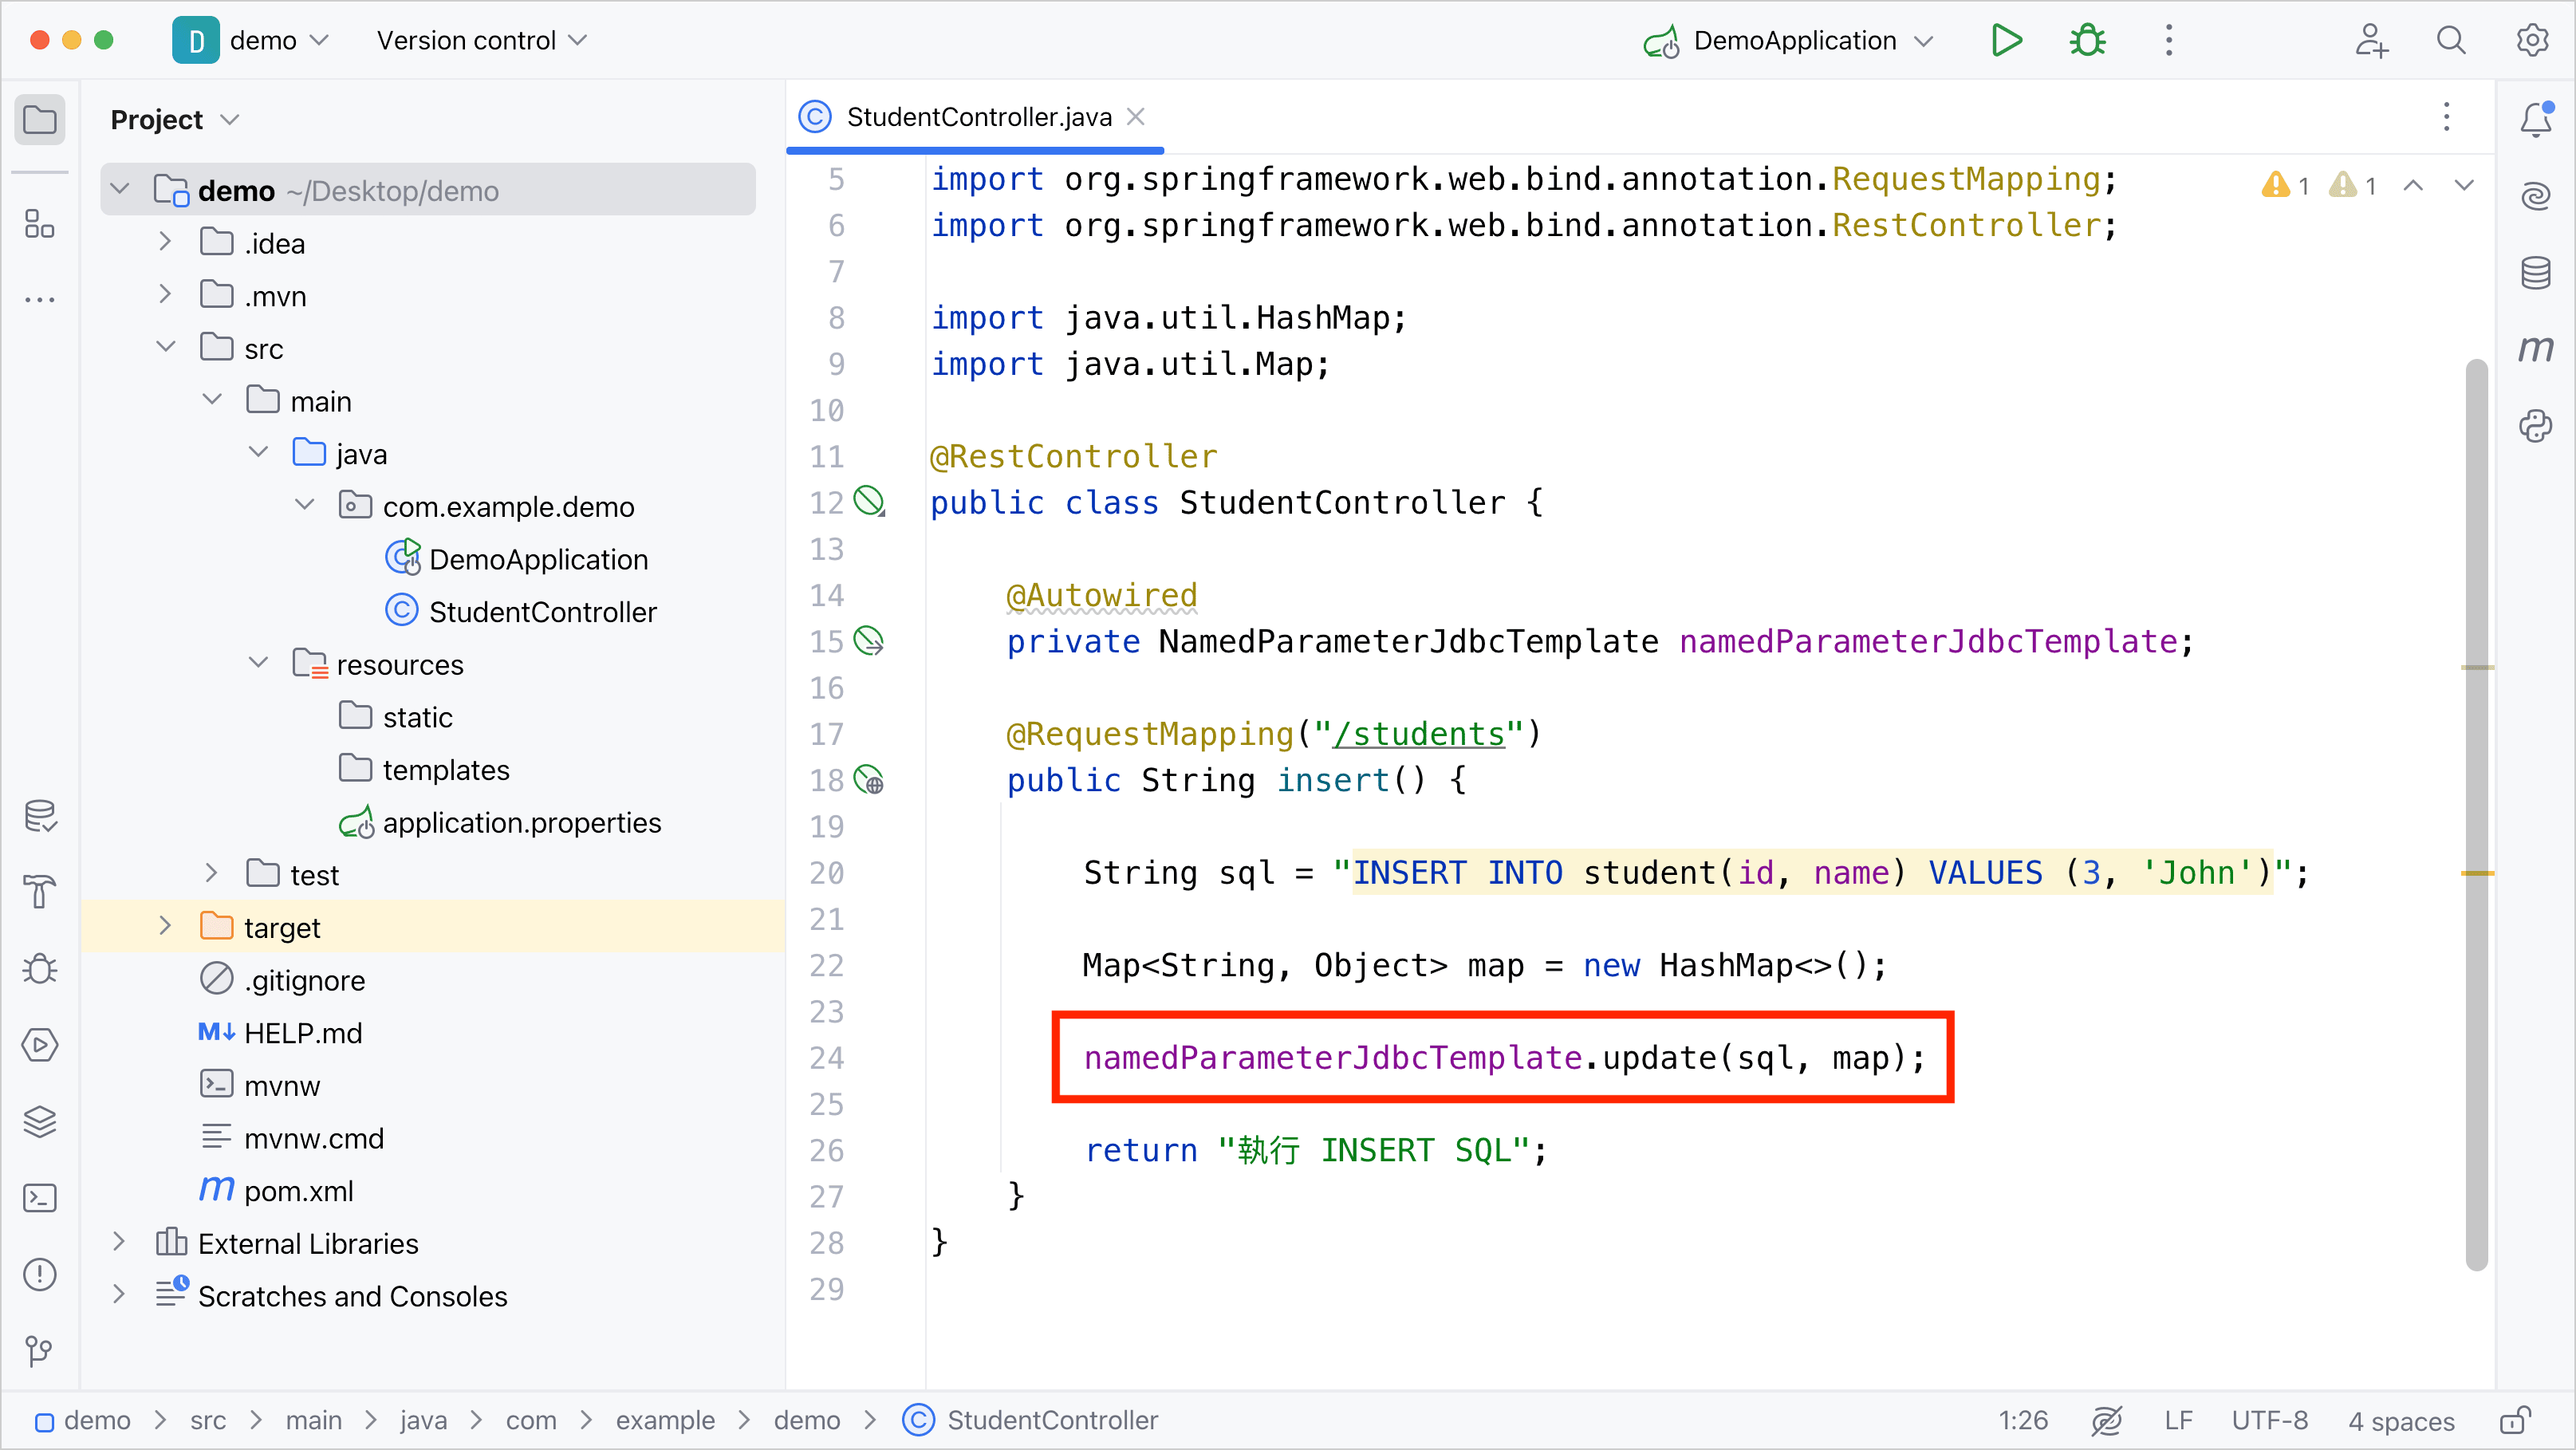 D demo Version control DemoApplication
Project
demo ~/Desktop/demo
.idea
.mvn
src
main
java
com.example.demo
DemoApplication
StudentController
resources
static
templates
application.properties
test
target
.gitignore
M↓ HELP.md
mvnw
mvnw.cmd
m pom.xml
External Libraries
Scratches and Consoles
C StudentController.java
1 1
5 import org.springframework.web.bind.annotation.RequestMapping;
6 import org.springframework.web.bind.annotation.RestController;
7
8 import java.util.HashMap;
9 import java.util.Map;
10
11 @RestController
12 public class StudentController {
13
14 @Autowired
15 private NamedParameterJdbcTemplate namedParameterJdbcTemplate;
16
17 @RequestMapping("/students")
18 public String insert() {
19
20 String sql = "INSERT INTO student(id, name) VALUES (3, 'John')";
21
22 Map<String, Object> map = new HashMap<>();
23
24 namedParameterJdbcTemplate.update(sql, map);
25
26 return "執行 INSERT SQL";
27 }
28 }
29
m
demo > src > main > java > com > example > demo > C StudentController
1:26 LF UTF-8 4 spaces